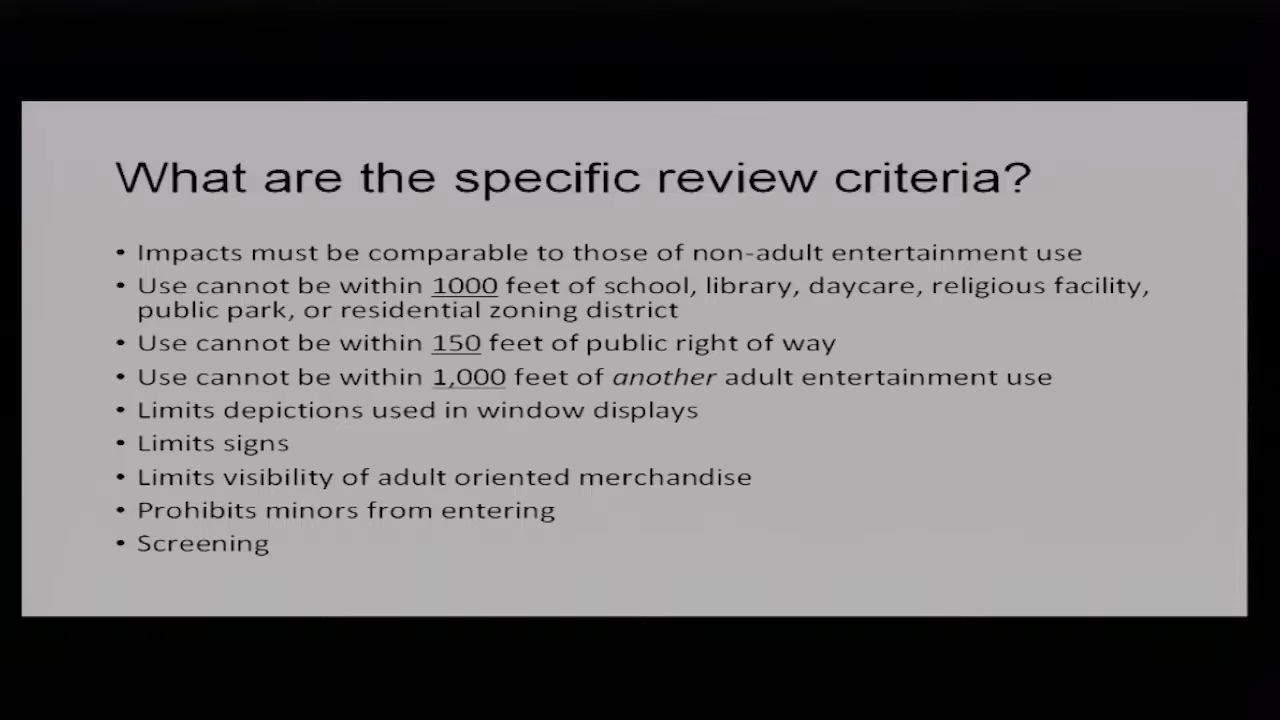 What are the specific review criteria?
• Impacts must be comparable to those of non-adult entertainment use
• Use cannot be within 1000 feet of school, library, daycare, religious facility,
public park, or residential zoning district
• Use cannot be within 150 feet of public right of way
• Use cannot be within 1,000 feet of another adult entertainment use
• Limits depictions used in window displays
• Limits signs
• Limits visibility of adult oriented merchandise
• Prohibits minors from entering
• Screening